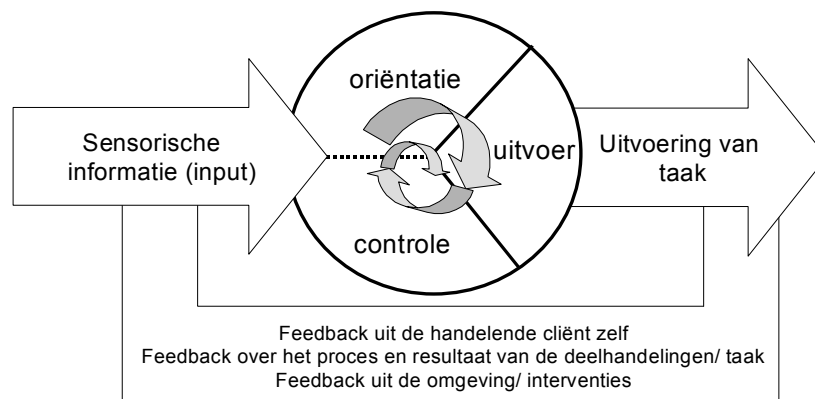 oriëntatie
Sensorische
informatie (input)
uitvoer
Uitvoering van
taak
controle
Feedback uit de handelende cliënt zelf
Feedback over het proces en resultaat van de deelhandelingen/ taak
Feedback uit de omgeving/ interventies